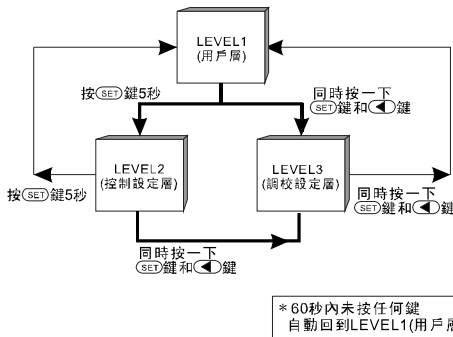 LEVEL1
(用戶層)
按SET鍵5秒
同時按一下
SET鍵和◀鍵
LEVEL2
(控制設定層)
LEVEL3
(調校設定層)
按SET鍵5秒
同時按一下
SET鍵和◀鍵
同時按一下
SET鍵和◀鍵
*60秒內未按任何鍵
自動回到LEVEL1(用戶